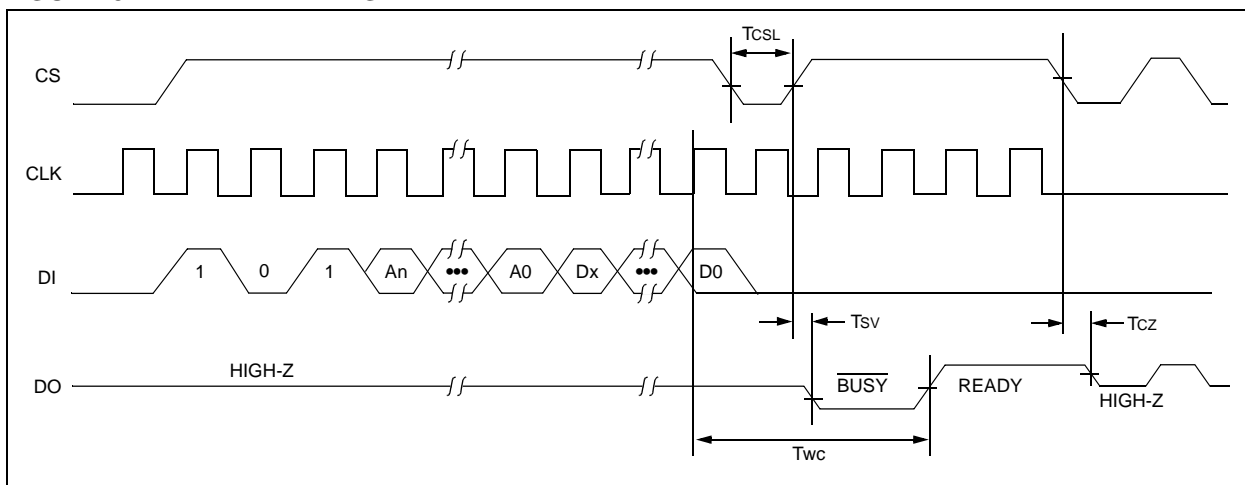 TCSL
CS
CLK
DI
1 0 1 An ••• A0 Dx ••• D0
TSV
TCZ
DO
HIGH-Z
BUSY
READY
HIGH-Z
TWC